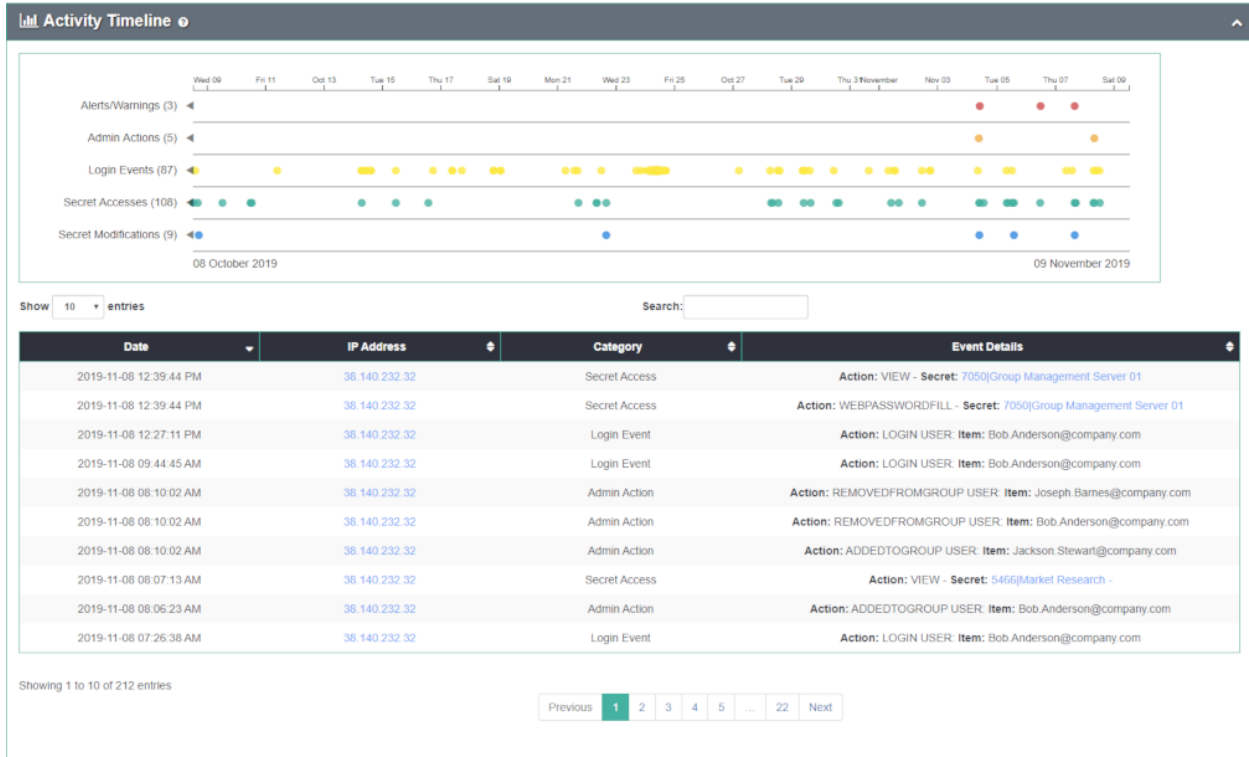 Activity Timeline
Wed 09 Fri 11 Oct 13 Tue 15 Thu 17 Sat 19 Mon 21 Wed 23 Fri 25 Oct 27 Tue 29 Thu 31 November Nov 03 Tue 05 Thu 07 Sat 09
Alerts/Warnings (3)
Admin Actions (5)
Login Events (87)
Secret Accesses (108)
Secret Modifications (9)
08 October 2019 09 November 2019
Show 10 entries Search:
Date IP Address Category Event Details
2019-11-08 12:39:44 PM 38.140.232.32 Secret Access Action: VIEW - Secret: 7050|Group Management Server 01
2019-11-08 12:39:44 PM 38.140.232.32 Secret Access Action: WEBPASSWORDFILL - Secret: 7050|Group Management Server 01
2019-11-08 12:27:11 PM 38.140.232.32 Login Event Action: LOGIN USER: Item: Bob.Anderson@company.com
2019-11-08 09:44:45 AM 38.140.232.32 Login Event Action: LOGIN USER: Item: Bob.Anderson@company.com
2019-11-08 08:10:02 AM 38.140.232.32 Admin Action Action: REMOVEDFROMGROUP USER: Item: Joseph.Barnes@company.com
2019-11-08 08:10:02 AM 38.140.232.32 Admin Action Action: REMOVEDFROMGROUP USER: Item: Bob.Anderson@company.com
2019-11-08 08:10:02 AM 38.140.232.32 Admin Action Action: ADDEDTOGROUP USER: Item: Jackson.Stewart@company.com
2019-11-08 08:07:13 AM 38.140.232.32 Secret Access Action: VIEW - Secret: 5466|Market Research -
2019-11-08 08:06:23 AM 38.140.232.32 Admin Action Action: ADDEDTOGROUP USER: Item: Bob.Anderson@company.com
2019-11-08 07:26:38 AM 38.140.232.32 Login Event Action: LOGIN USER: Item: Bob.Anderson@company.com
Showing 1 to 10 of 212 entries
Previous 1 2 3 4 5 ... 22 Next